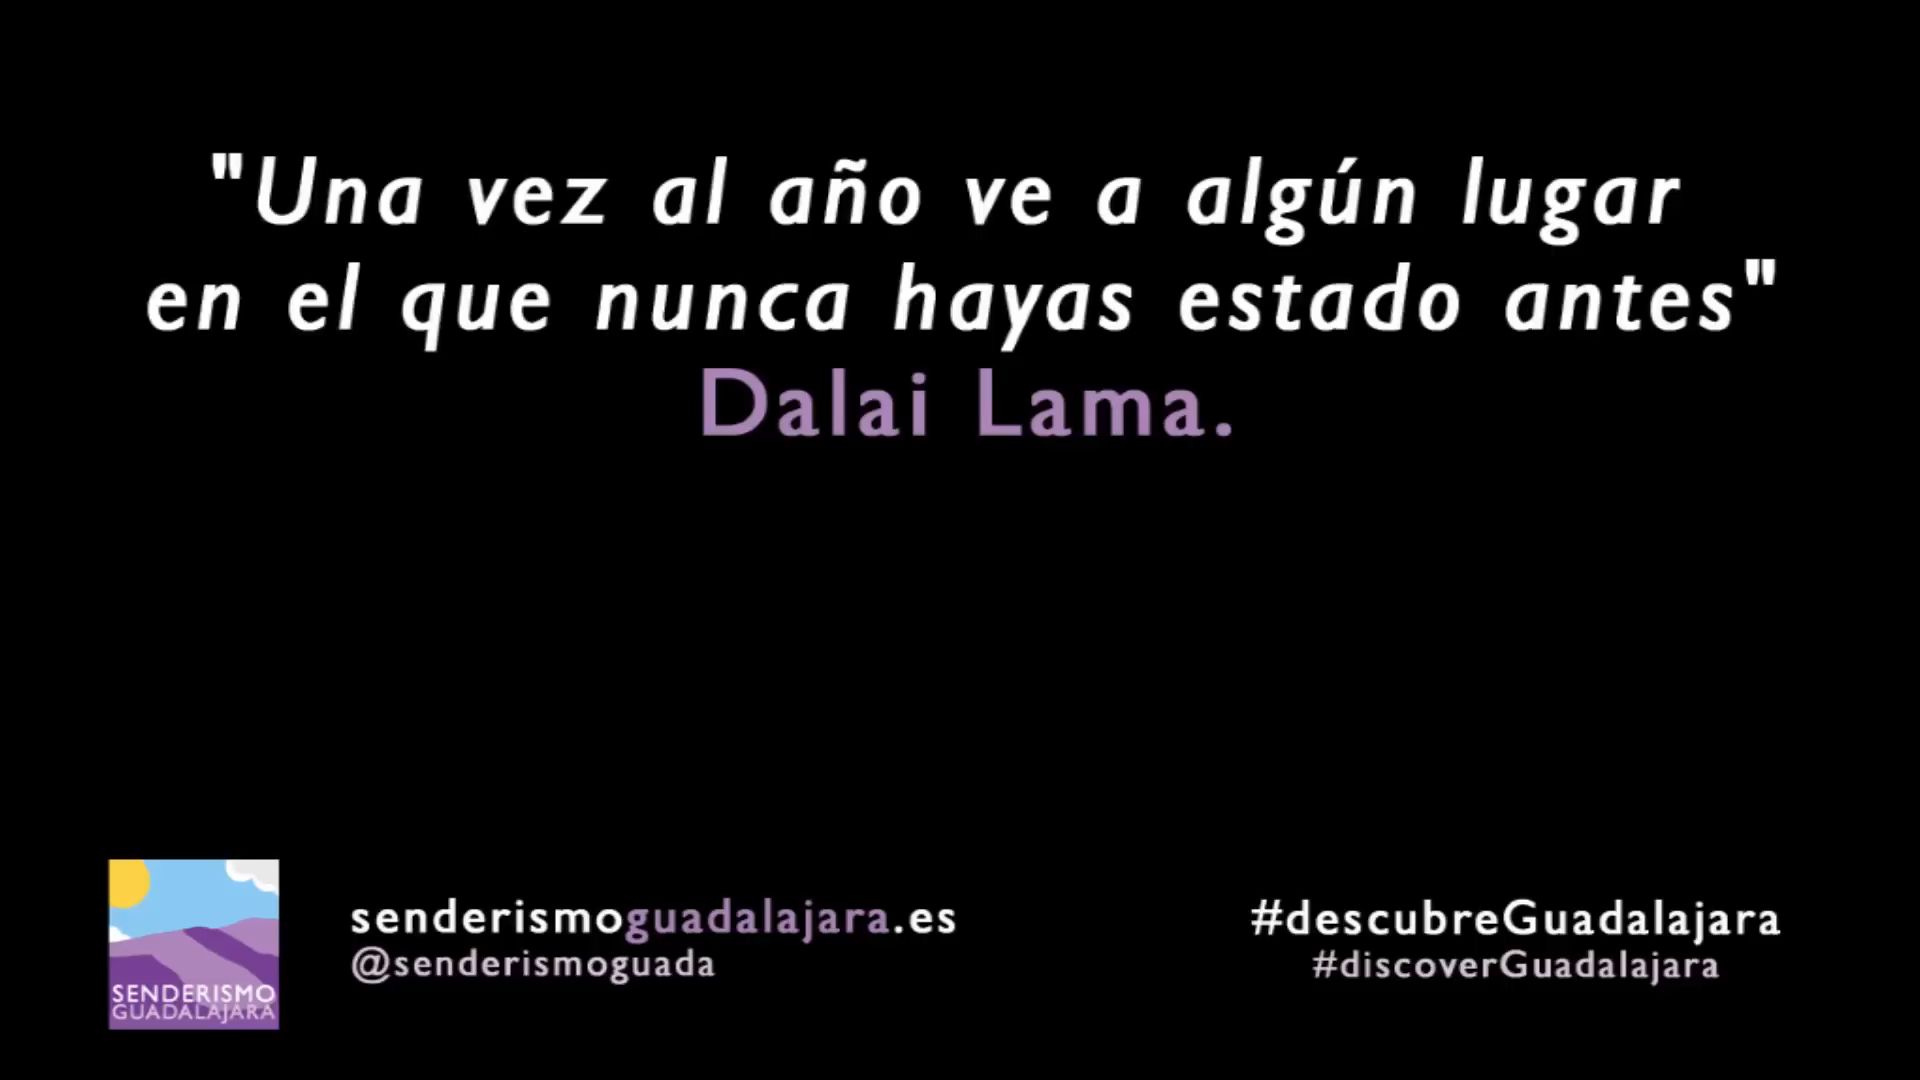 "Una vez al año ve a algún lugar
en el que nunca hayas estado antes"
Dalai Lama.
senderismoguadalajara.es
@senderismoguada
#descubreGuadalajara
#discoverGuadalajara
SENDERISMO
GUADALAJARA